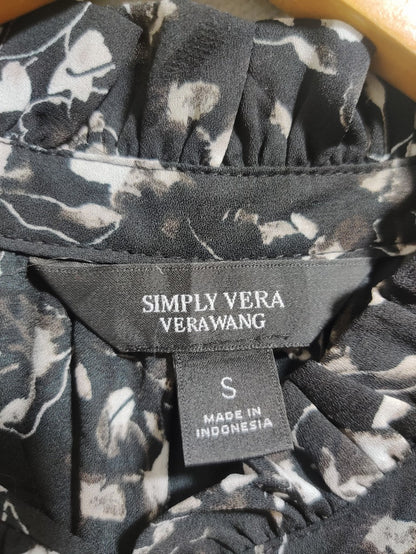 SIMPLY VERA
VERAWANG
S
MADE IN
INDONESIA